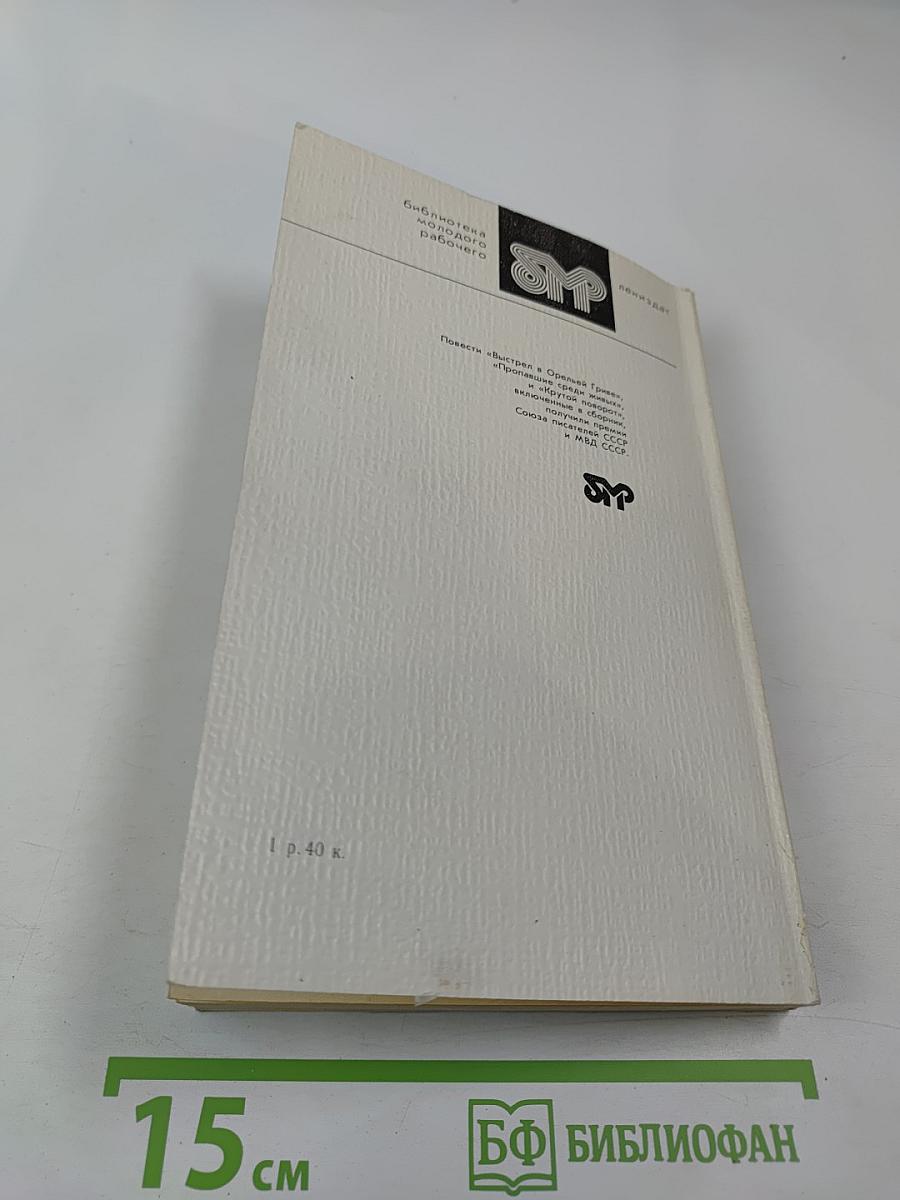 библиотека
молодого
рабочего
БМР
лениздат
Повести «Выстрел в Орельей Гриве»,
«Пропавшие среди живых»,
и «Крутой поворот»,
включенные в сборник,
получили премии
Союза писателей СССР
и МВД СССР.
БМР
1 р. 40 к.
15 см
БФ БИБЛИОФАН